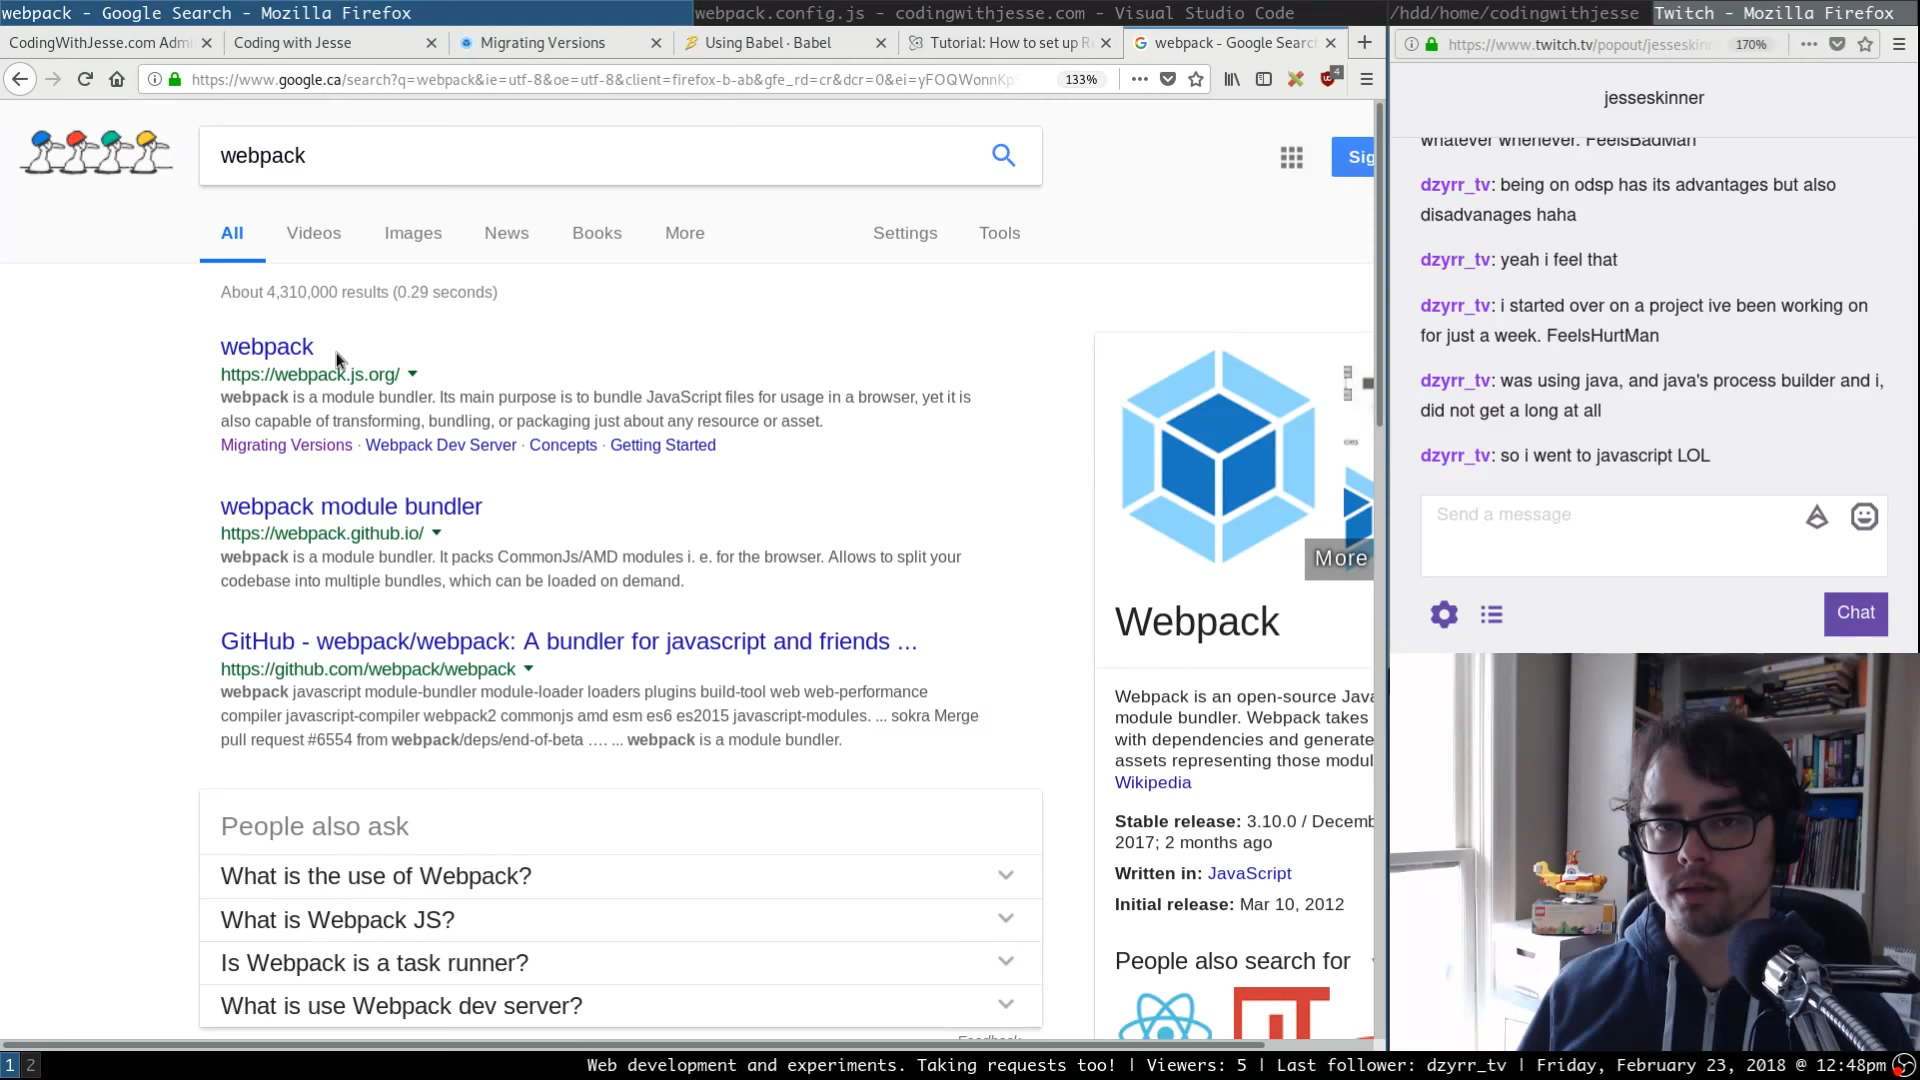 webpack - Google Search - Mozilla Firefox
webpack.config.js - codingwithjesse.com - Visual Studio Code
/hdd/home/codingwithjesse
Twitch - Mozilla Firefox
CodingWithJesse.com Admi
Coding with Jesse
Migrating Versions
Using Babel · Babel
Tutorial: How to set up R
webpack - Google Search
https://www.twitch.tv/popout/jesseskinn
170%
https://www.google.ca/search?q=webpack&ie=utf-8&oe=utf-8&client=firefox-b-ab&gfe_rd=cr&dcr=0&ei=yFOQWonnKp
133%
4
webpack
Sig
All
Videos
Images
News
Books
More
Settings
Tools
About 4,310,000 results (0.29 seconds)
webpack
https://webpack.js.org/
webpack is a module bundler. Its main purpose is to bundle JavaScript files for usage in a browser, yet it is
also capable of transforming, bundling, or packaging just about any resource or asset.
Migrating Versions · Webpack Dev Server · Concepts · Getting Started
webpack module bundler
https://webpack.github.io/
webpack is a module bundler. It packs CommonJs/AMD modules i. e. for the browser. Allows to split your
codebase into multiple bundles, which can be loaded on demand.
GitHub - webpack/webpack: A bundler for javascript and friends ...
https://github.com/webpack/webpack
webpack javascript module-bundler module-loader loaders plugins build-tool web web-performance
compiler javascript-compiler webpack2 commonjs amd esm es6 es2015 javascript-modules. ... sokra Merge
pull request #6554 from webpack/deps/end-of-beta …. ... webpack is a module bundler.
People also ask
What is the use of Webpack?
What is Webpack JS?
Is Webpack is a task runner?
What is use Webpack dev server?
Feedback
More
Webpack
Webpack is an open-source Java
module bundler. Webpack takes
with dependencies and generate
assets representing those modul
Wikipedia
Stable release: 3.10.0 / Decemb
2017; 2 months ago
Written in: JavaScript
Initial release: Mar 10, 2012
People also search for
jesseskinner
whatever whenever. FeelsBadMan
dzyrr_tv: being on odsp has its advantages but also
disadvanages haha
dzyrr_tv: yeah i feel that
dzyrr_tv: i started over on a project ive been working on
for just a week. FeelsHurtMan
dzyrr_tv: was using java, and java's process builder and i,
did not get a long at all
dzyrr_tv: so i went to javascript LOL
Send a message
Chat
1
2
Web development and experiments. Taking requests too! | Viewers: 5 | Last follower: dzyrr_tv | Friday, February 23, 2018 @ 12:48pm